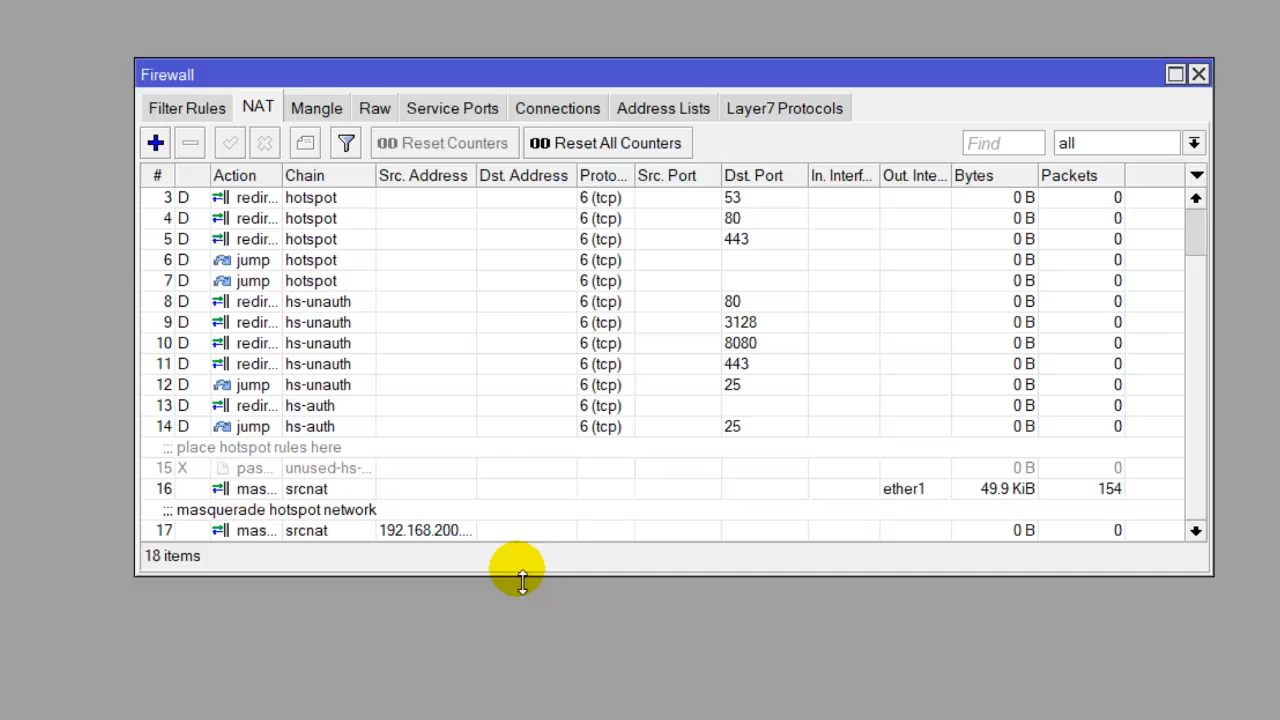 Firewall
Filter Rules NAT Mangle Raw Service Ports Connections Address Lists Layer7 Protocols
00 Reset Counters 00 Reset All Counters Find all
# Action Chain Src. Address Dst. Address Proto... Src. Port Dst. Port In. Interf... Out. Inte... Bytes Packets
3 D redir... hotspot 6 (tcp) 53 0 B 0
4 D redir... hotspot 6 (tcp) 80 0 B 0
5 D redir... hotspot 6 (tcp) 443 0 B 0
6 D jump hotspot 6 (tcp) 0 B 0
7 D jump hotspot 6 (tcp) 0 B 0
8 D redir... hs-unauth 6 (tcp) 80 0 B 0
9 D redir... hs-unauth 6 (tcp) 3128 0 B 0
10 D redir... hs-unauth 6 (tcp) 8080 0 B 0
11 D redir... hs-unauth 6 (tcp) 443 0 B 0
12 D jump hs-unauth 6 (tcp) 25 0 B 0
13 D redir... hs-auth 6 (tcp) 0 B 0
14 D jump hs-auth 6 (tcp) 25 0 B 0
;;; place hotspot rules here
15 X pas... unused-hs-... 0 B 0
16 mas... srcnat ether1 49.9 KiB 154
;;; masquerade hotspot network
17 mas... srcnat 192.168.200.... 0 B 0
18 items